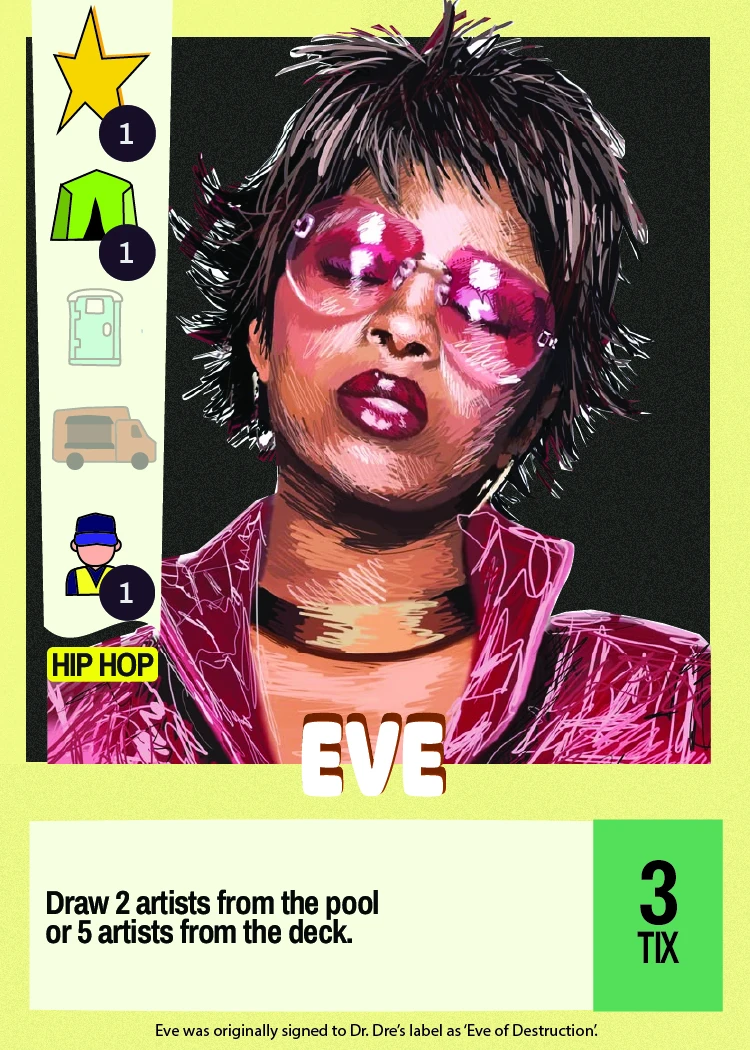 1
1
1
HIP HOP
EVE
Draw 2 artists from the pool
or 5 artists from the deck.
3
TIX
Eve was originally signed to Dr. Dre’s label as ‘Eve of Destruction’.